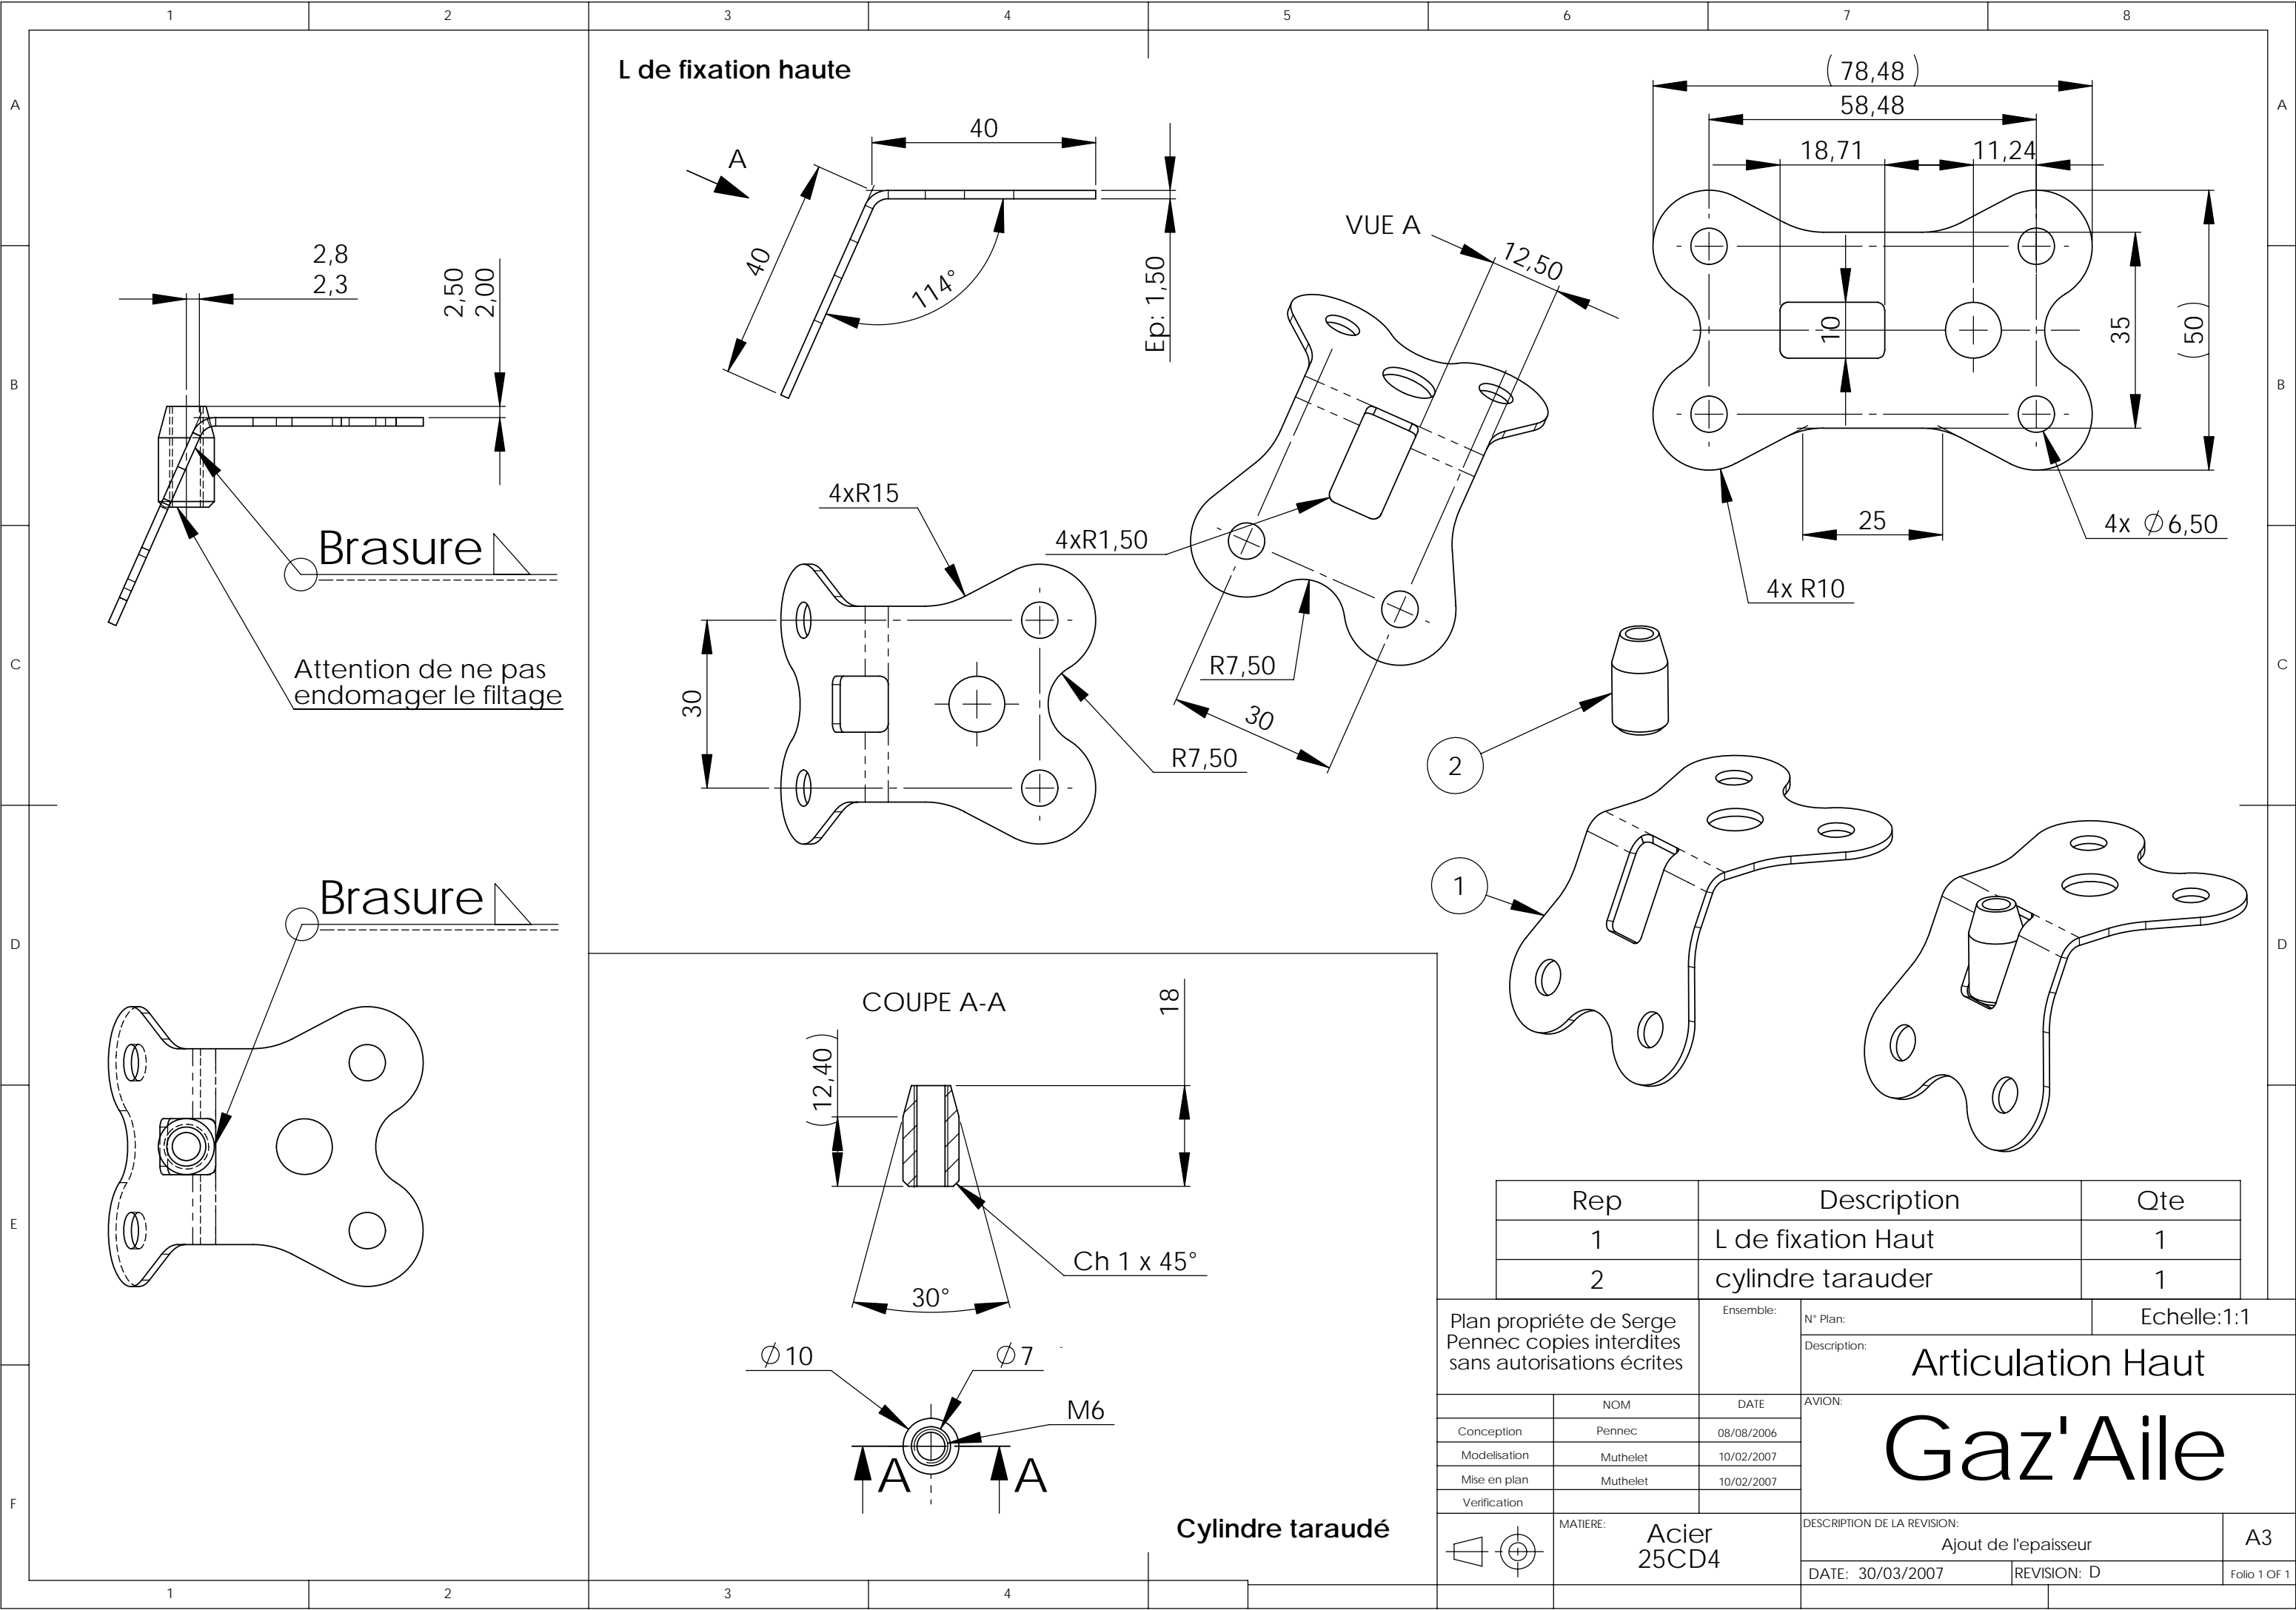 1 2 3 4 5 6 7 8
A A
B B
C C
D D
E E
F
1 2 3 4
L de fixation haute
A
40
40
114°
Ep: 1,50
VUE A
12,50
(78,48)
58,48
18,71
11,24
10
35
(50)
25
4x ∅6,50
4x R10
2,8
2,3
2,50
2,00
Brasure
Attention de ne pas
endomager le filtage
4xR15
4xR1,50
30
R7,50
R7,50
30
2
1
Brasure
COUPE A-A
(12,40)
18
Ch 1 x 45°
30°
∅10
∅7
M6
A A
Cylindre taraudé
Rep Description Qte
1 L de fixation Haut 1
2 cylindre tarauder 1
Plan propriéte de Serge
Pennec copies interdites
sans autorisations écrites
Ensemble:
N° Plan:
Echelle:1:1
Description:
Articulation Haut
NOM DATE
Conception Pennec 08/08/2006
Modelisation Muthelet 10/02/2007
Mise en plan Muthelet 10/02/2007
Verification
AVION:
Gaz'Aile
MATIERE:
Acier
25CD4
DESCRIPTION DE LA REVISION:
Ajout de l'epaisseur
A3
DATE: 30/03/2007
REVISION: D
Folio 1 OF 1